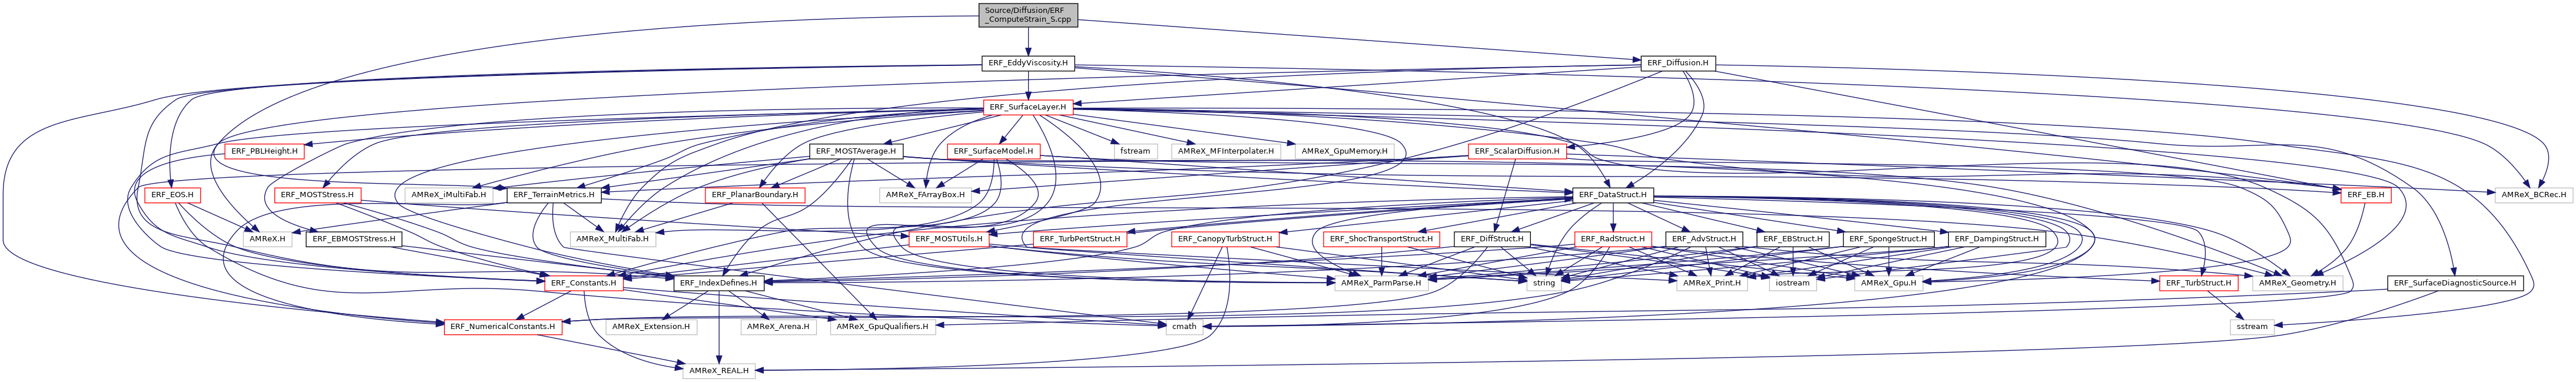 Source/Diffusion/ERF
_ComputeStrain_S.cpp
ERF_EddyViscosity.H
ERF_Diffusion.H
ERF_SurfaceLayer.H
ERF_PBLHeight.H
ERF_MOSTAverage.H
ERF_SurfaceModel.H
fstream
AMReX_MFInterpolater.H
AMReX_GpuMemory.H
ERF_ScalarDiffusion.H
ERF_EOS.H
ERF_MOSTStress.H
AMReX_iMultiFab.H
ERF_TerrainMetrics.H
ERF_PlanarBoundary.H
AMReX_FArrayBox.H
ERF_DataStruct.H
ERF_EB.H
AMReX_BCRec.H
AMReX.H
ERF_EBMOSTStress.H
AMReX_MultiFab.H
ERF_MOSTUtils.H
ERF_TurbPertStruct.H
ERF_CanopyTurbStruct.H
ERF_ShocTransportStruct.H
ERF_DiffStruct.H
ERF_RadStruct.H
ERF_AdvStruct.H
ERF_EBStruct.H
ERF_SpongeStruct.H
ERF_DampingStruct.H
ERF_Constants.H
ERF_IndexDefines.H
AMReX_ParmParse.H
string
AMReX_Print.H
iostream
AMReX_Gpu.H
ERF_TurbStruct.H
AMReX_Geometry.H
ERF_SurfaceDiagnosticSource.H
ERF_NumericalConstants.H
AMReX_Extension.H
AMReX_Arena.H
AMReX_GpuQualifiers.H
cmath
sstream
AMReX_REAL.H